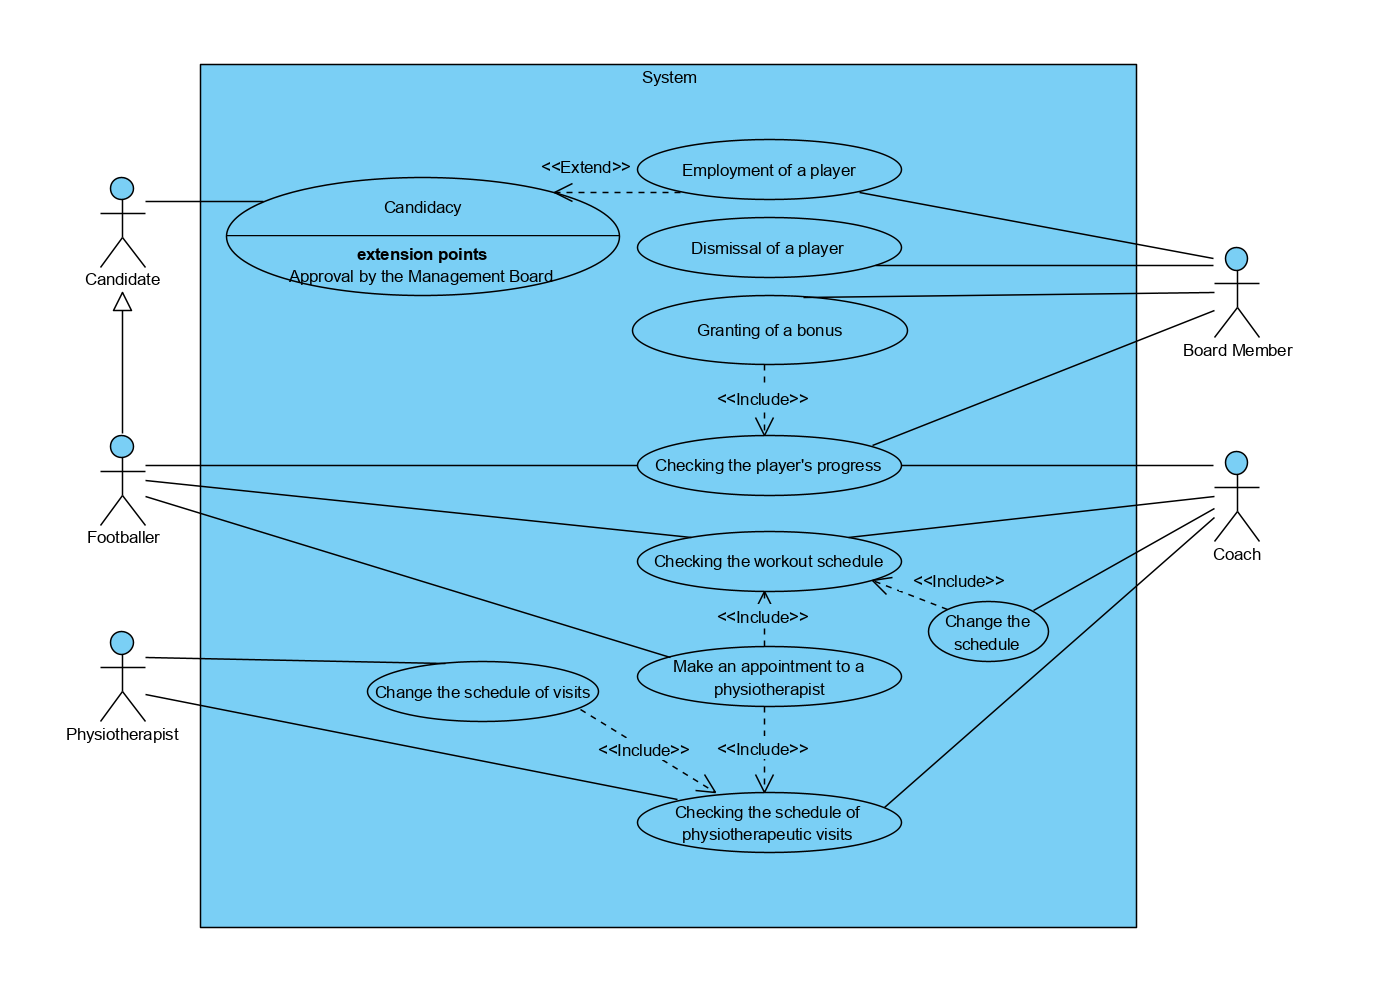 System
<<Extend>>
Employment of a player
Candidacy
extension points
Approval by the Management Board
Candidate
Dismissal of a player
Granting of a bonus
Board Member
<<Include>>
Checking the player's progress
Footballer
Coach
Checking the workout schedule
<<Include>>
<<Include>>
Change the
schedule
Make an appointment to a
physiotherapist
Change the schedule of visits
Physiotherapist
<<Include>>
<<Include>>
Checking the schedule of
physiotherapeutic visits